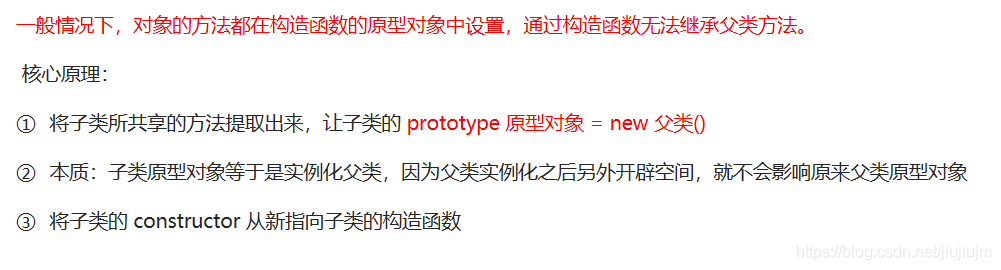 一般情况下，对象的方法都在构造函数的原型对象中设置，通过构造函数无法继承父类方法。
核心原理：
① 将子类所共享的方法提取出来，让子类的 prototype 原型对象 = new 父类()
② 本质：子类原型对象等于是实例化父类，因为父类实例化之后另外开辟空间，就不会影响原来父类原型对象
③ 将子类的 constructor 从新指向子类的构造函数
https://blog.csdn.net/jiujiujm